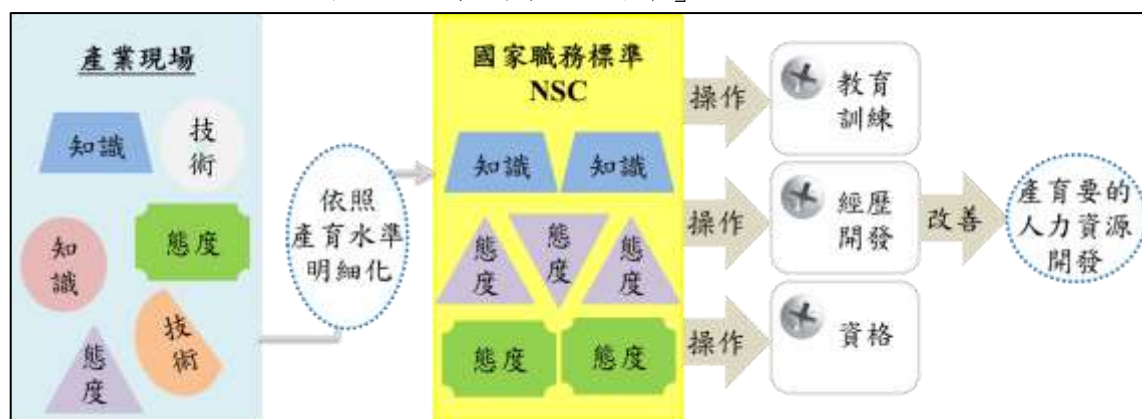 產業現場
知識
技
術
知
識
態度
技
術
態
度
依照
產育水準
明細化
國家職務標準
NSC
知識
知識
態
度
態
度
態
度
態度
態度
操作
教育
訓練
操作
經歷
開發
操作
資格
改善
產育要的
人力資源
開發